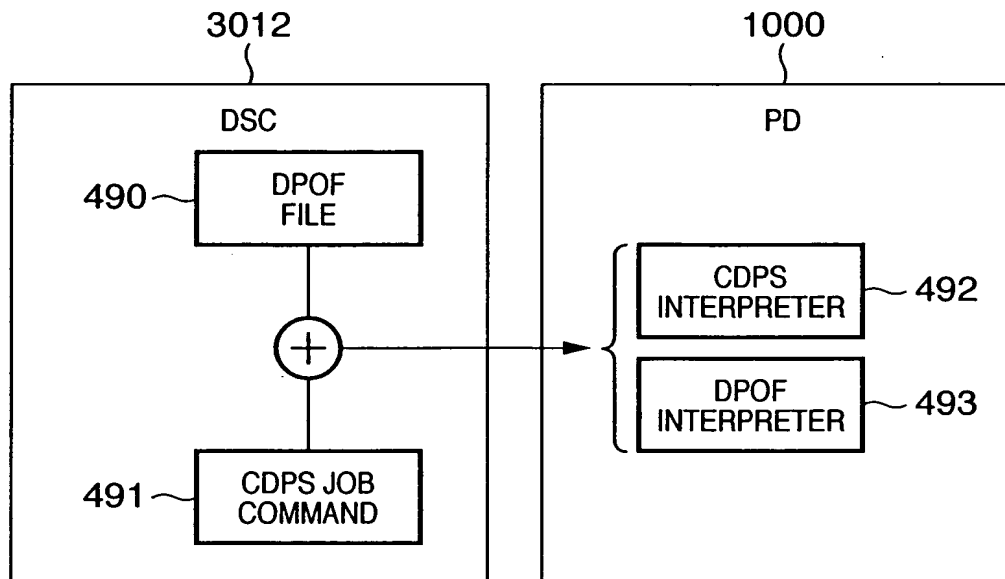 3012
1000
DSC
PD
490
DPOF
FILE
CDPS
INTERPRETER
492
DPOF
INTERPRETER
493
491
CDPS JOB
COMMAND